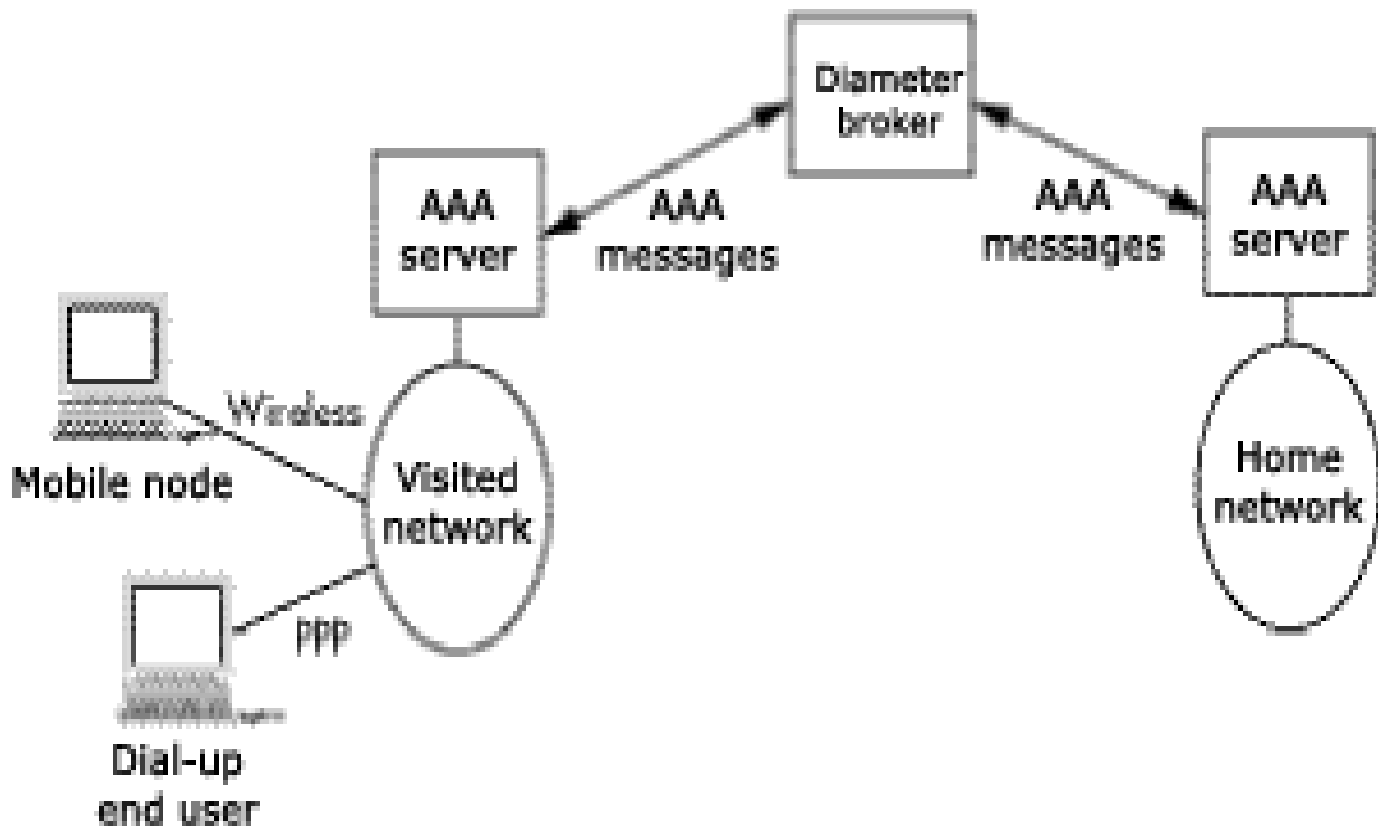 Diameter
broker
AAA
server
AAA
messages
AAA
messages
AAA
server
Wireless
Mobile node
Visited
network
Home
network
ppp
Dial-up
end user